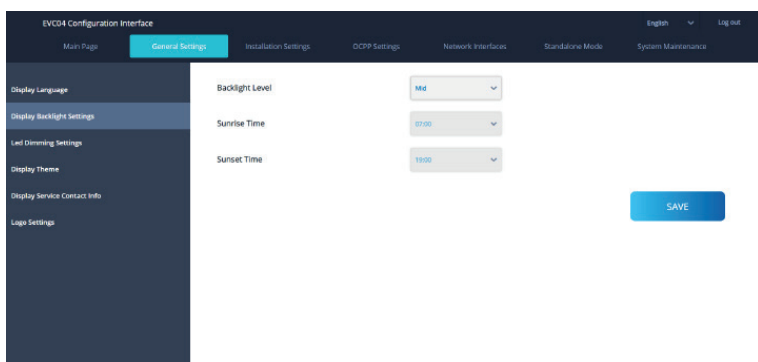 EVC04 Configuration Interface
English
Log out
Main Page
General Settings
Installation Settings
OCPP Settings
Network Interfaces
Standalone Mode
System Maintenance
Display Language
Display Backlight Settings
Led Dimming Settings
Display Theme
Display Service Contact Info
Logo Settings
Backlight Level
Mid
Sunrise Time
07:00
Sunset Time
19:00
SAVE